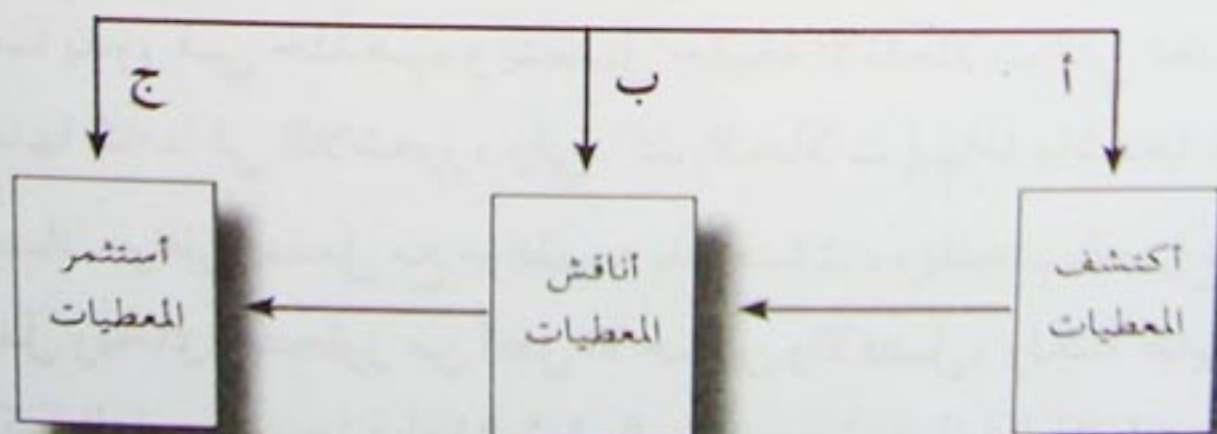 أ
ب
ج
أكتشف
المعطيات
أناقش
المعطيات
أستثمر
المعطيات